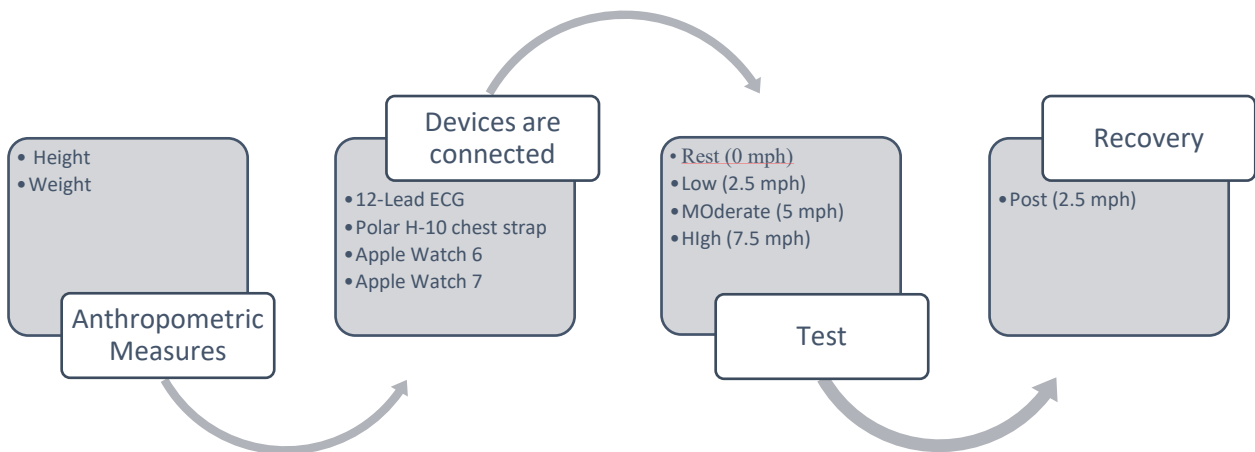 • Height
• Weight
Anthropometric
Measures
Devices are
connected
• 12-Lead ECG
• Polar H-10 chest strap
• Apple Watch 6
• Apple Watch 7
• Rest (0 mph)
• Low (2.5 mph)
• MOderate (5 mph)
• HIgh (7.5 mph)
Test
Recovery
• Post (2.5 mph)